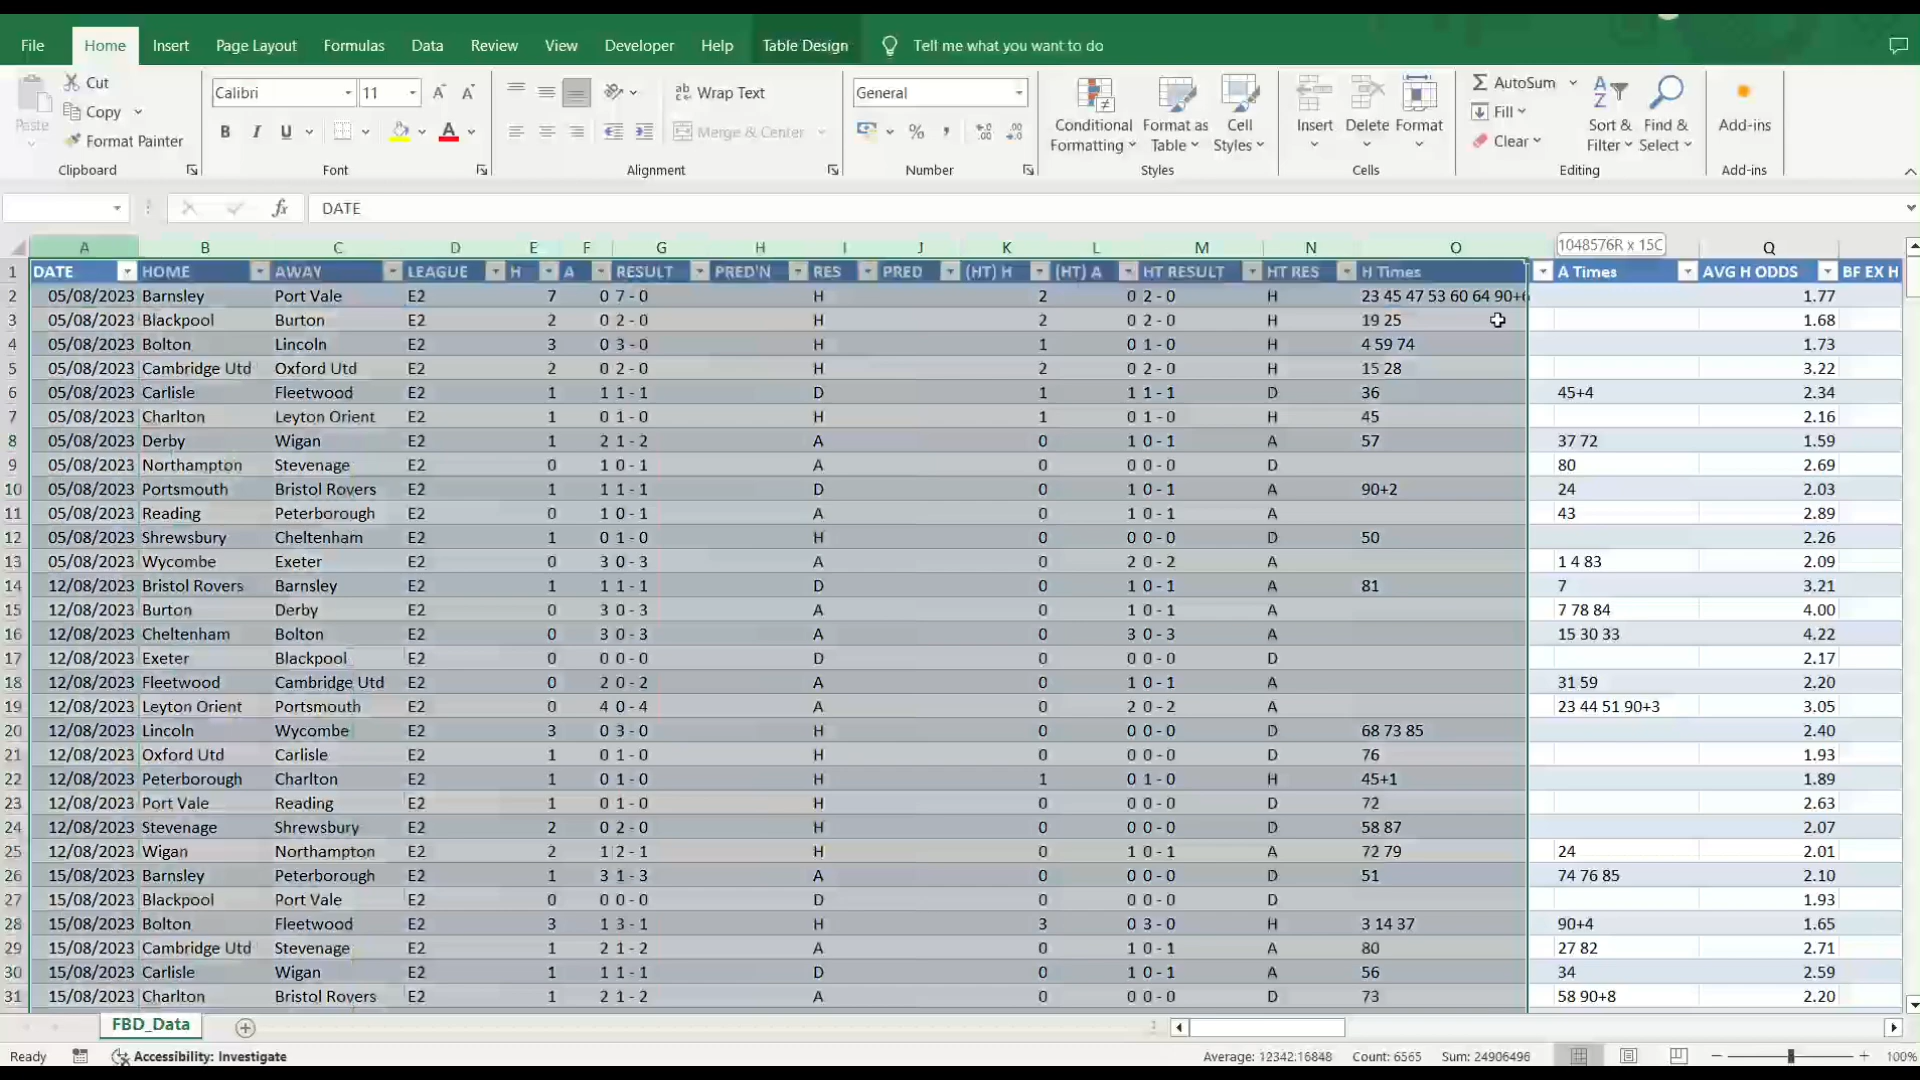 File Home Insert Page Layout Formulas Data Review View Developer Help Table Design Tell me what you want to do
Paste Cut Copy Format Painter Clipboard
Calibri 11 A A B I U A Font
ab Wrap Text Merge & Center Alignment
General % , Number
Conditional Formatting Format as Table Cell Styles Styles
Insert Delete Format Cells
AutoSum Fill Clear Sort & Filter Find & Select Editing
Add-ins Add-ins
fx DATE
A B C D E F G H I J K L M N O 1048576R x 15C Q
1 DATE HOME AWAY LEAGUE H A RESULT PRED'N RES PRED (HT) H (HT) A HT RESULT HT RES H Times A Times AVG H ODDS BF EX H
2 05/08/2023 Barnsley Port Vale E2 7 0 7 - 0 H 2 0 2 - 0 H 23 45 47 53 60 64 90+6 1.77
3 05/08/2023 Blackpool Burton E2 2 0 2 - 0 H 2 0 2 - 0 H 19 25 1.68
4 05/08/2023 Bolton Lincoln E2 3 0 3 - 0 H 1 0 1 - 0 H 4 59 74 1.73
5 05/08/2023 Cambridge Utd Oxford Utd E2 2 0 2 - 0 H 2 0 2 - 0 H 15 28 3.22
6 05/08/2023 Carlisle Fleetwood E2 1 1 1 - 1 D 1 1 1 - 1 D 36 45+4 2.34
7 05/08/2023 Charlton Leyton Orient E2 1 0 1 - 0 H 1 0 1 - 0 H 45 2.16
8 05/08/2023 Derby Wigan E2 1 2 1 - 2 A 0 1 0 - 1 A 57 37 72 1.59
9 05/08/2023 Northampton Stevenage E2 0 1 0 - 1 A 0 0 0 - 0 D 80 2.69
10 05/08/2023 Portsmouth Bristol Rovers E2 1 1 1 - 1 D 0 1 0 - 1 A 90+2 24 2.03
11 05/08/2023 Reading Peterborough E2 0 1 0 - 1 A 0 1 0 - 1 A 43 2.89
12 05/08/2023 Shrewsbury Cheltenham E2 1 0 1 - 0 H 0 0 0 - 0 D 50 2.26
13 05/08/2023 Wycombe Exeter E2 0 3 0 - 3 A 0 2 0 - 2 A 1 4 83 2.09
14 12/08/2023 Bristol Rovers Barnsley E2 1 1 1 - 1 D 0 1 0 - 1 A 81 7 3.21
15 12/08/2023 Burton Derby E2 0 3 0 - 3 A 0 1 0 - 1 A 7 78 84 4.00
16 12/08/2023 Cheltenham Bolton E2 0 3 0 - 3 A 0 3 0 - 3 A 15 30 33 4.22
17 12/08/2023 Exeter Blackpool E2 0 0 0 - 0 D 0 0 0 - 0 D 2.17
18 12/08/2023 Fleetwood Cambridge Utd E2 0 2 0 - 2 A 0 1 0 - 1 A 31 59 2.20
19 12/08/2023 Leyton Orient Portsmouth E2 0 4 0 - 4 A 0 2 0 - 2 A 23 44 51 90+3 3.05
20 12/08/2023 Lincoln Wycombe E2 3 0 3 - 0 H 0 0 0 - 0 D 68 73 85 2.40
21 12/08/2023 Oxford Utd Carlisle E2 1 0 1 - 0 H 0 0 0 - 0 D 76 1.93
22 12/08/2023 Peterborough Charlton E2 1 0 1 - 0 H 1 0 1 - 0 H 45+1 1.89
23 12/08/2023 Port Vale Reading E2 1 0 1 - 0 H 0 0 0 - 0 D 72 2.63
24 12/08/2023 Stevenage Shrewsbury E2 2 0 2 - 0 H 0 0 0 - 0 D 58 87 2.07
25 12/08/2023 Wigan Northampton E2 2 1 2 - 1 H 0 1 0 - 1 A 72 79 24 2.01
26 15/08/2023 Barnsley Peterborough E2 1 3 1 - 3 A 0 0 0 - 0 D 51 74 76 85 2.10
27 15/08/2023 Blackpool Port Vale E2 0 0 0 - 0 D 0 0 0 - 0 D 1.93
28 15/08/2023 Bolton Fleetwood E2 3 1 3 - 1 H 3 0 3 - 0 H 3 14 37 90+4 1.65
29 15/08/2023 Cambridge Utd Stevenage E2 1 2 1 - 2 A 0 1 0 - 1 A 80 27 82 2.71
30 15/08/2023 Carlisle Wigan E2 1 1 1 - 1 D 0 1 0 - 1 A 56 34 2.59
31 15/08/2023 Charlton Bristol Rovers E2 1 2 1 - 2 A 0 0 0 - 0 D 73 58 90+8 2.20
FBD_Data
Ready Accessibility: Investigate Average: 12342.16848 Count: 6565 Sum: 24906496 100%